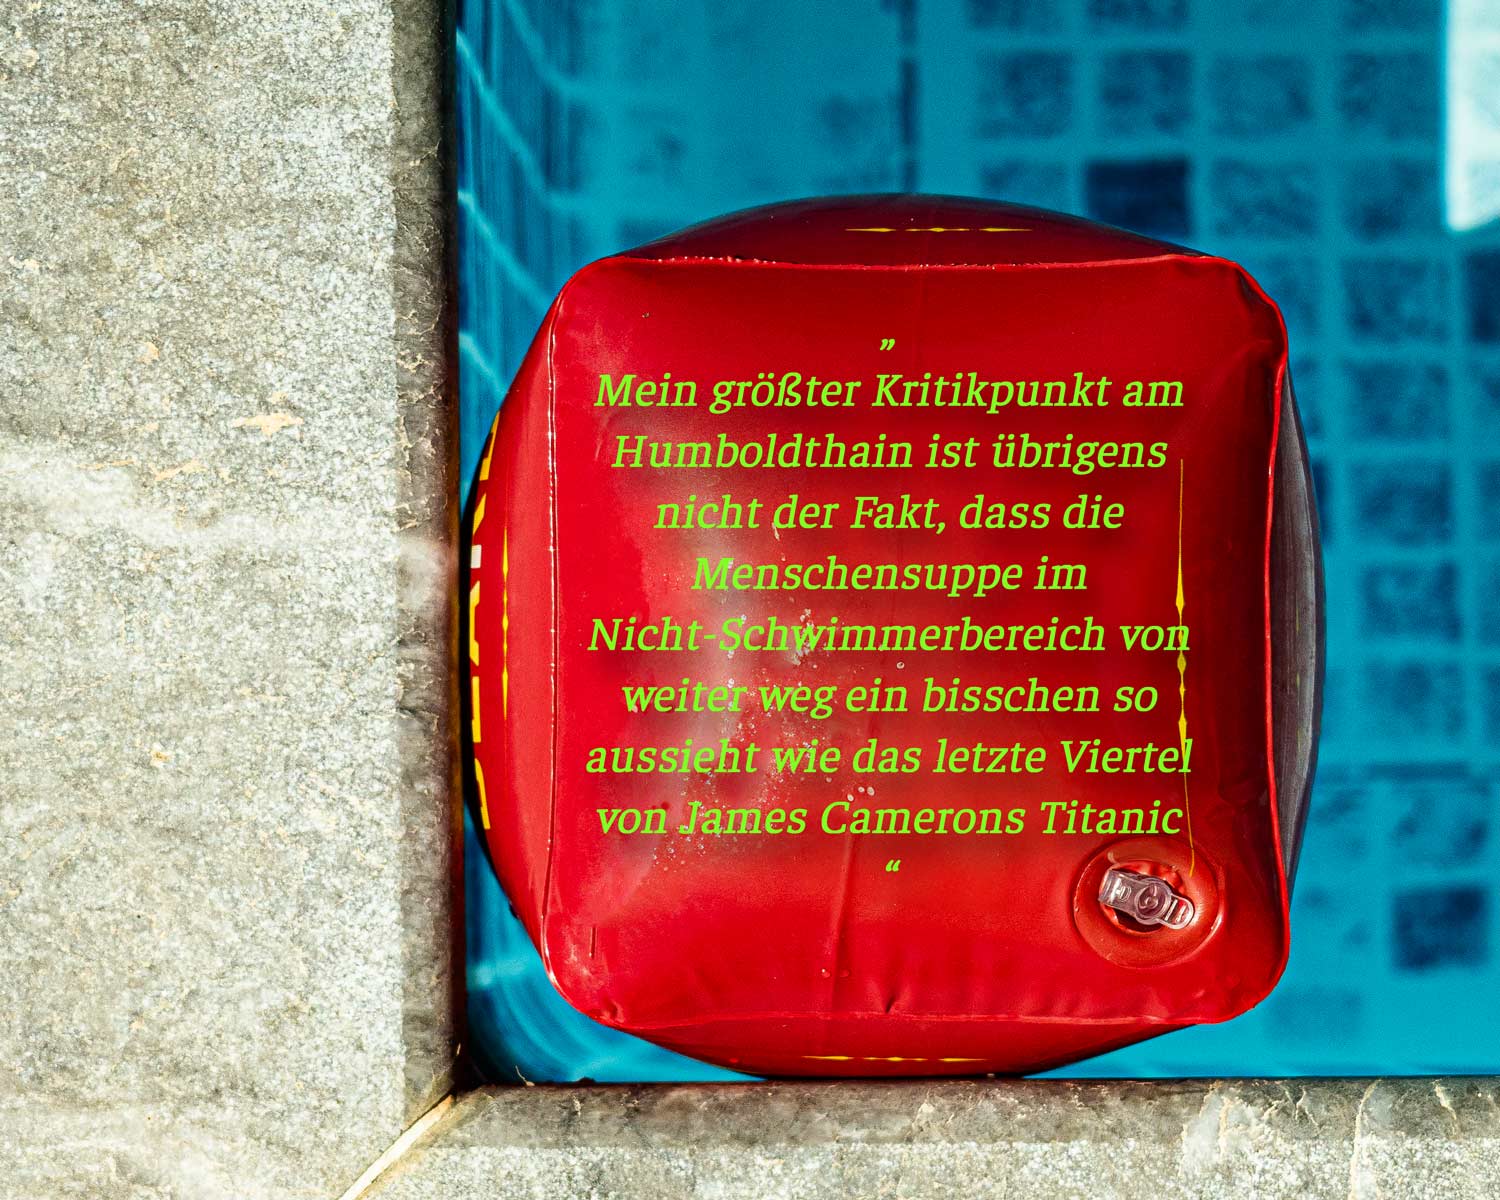 ”
Mein größter Kritikpunkt am
Humboldthain ist übrigens
nicht der Fakt, dass die
Menschensuppe im
Nicht-Schwimmerbereich von
weiter weg ein bisschen so
aussieht wie das letzte Viertel
von James Camerons Titanic
“